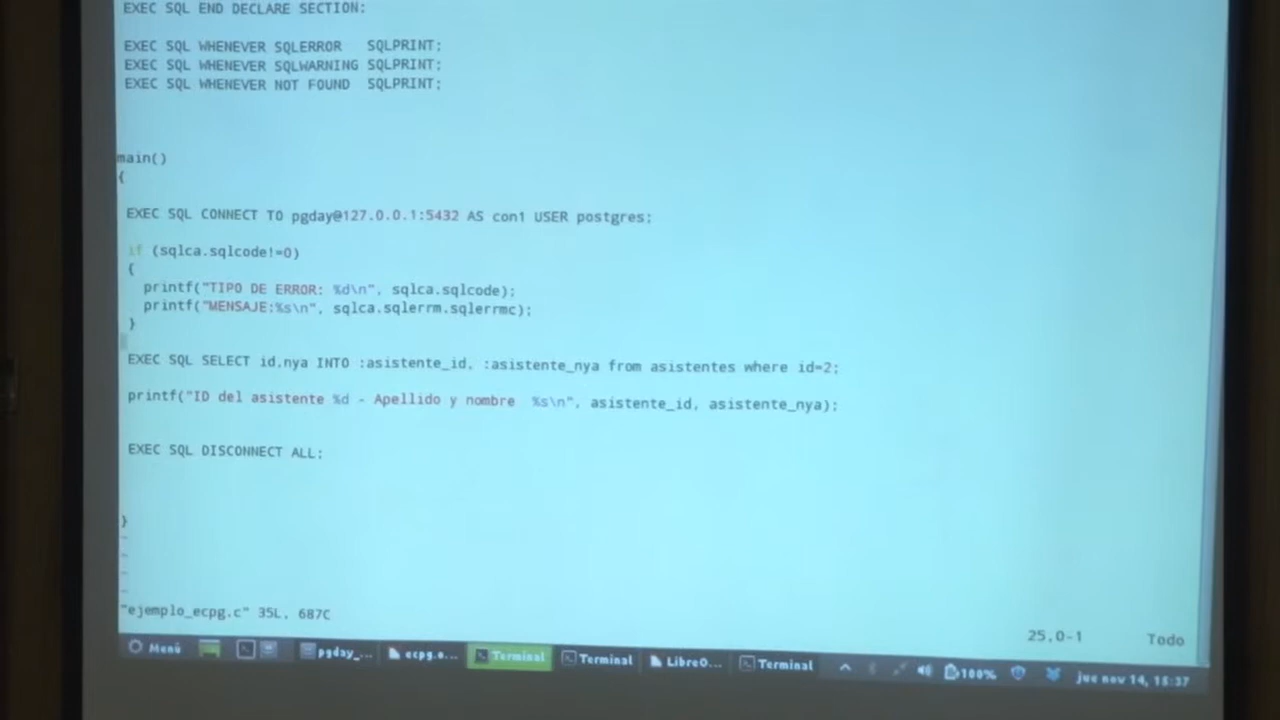 EXEC SQL END DECLARE SECTION;
EXEC SQL WHENEVER SQLERROR   SQLPRINT;
EXEC SQL WHENEVER SQLWARNING SQLPRINT;
EXEC SQL WHENEVER NOT FOUND  SQLPRINT;
main()
{
EXEC SQL CONNECT TO pgday@127.0.0.1:5432 AS con1 USER postgres;
if (sqlca.sqlcode!=0)
{
printf("TIPO DE ERROR: %d\n", sqlca.sqlcode);
printf("MENSAJE:%s\n", sqlca.sqlerrm.sqlerrmc);
}
EXEC SQL SELECT id,nya INTO :asistente_id, :asistente_nya from asistentes where id=2;
printf("ID del asistente %d - Apellido y nombre  %s\n", asistente_id, asistente_nya);
EXEC SQL DISCONNECT ALL;
}
~
~
~
~
"ejemplo_ecpg.c" 35L, 687C
25,0-1 Todo
Menú pgday_... ecpg.o... Terminal Terminal LibreO... Terminal 100% jue nov 14, 15:37